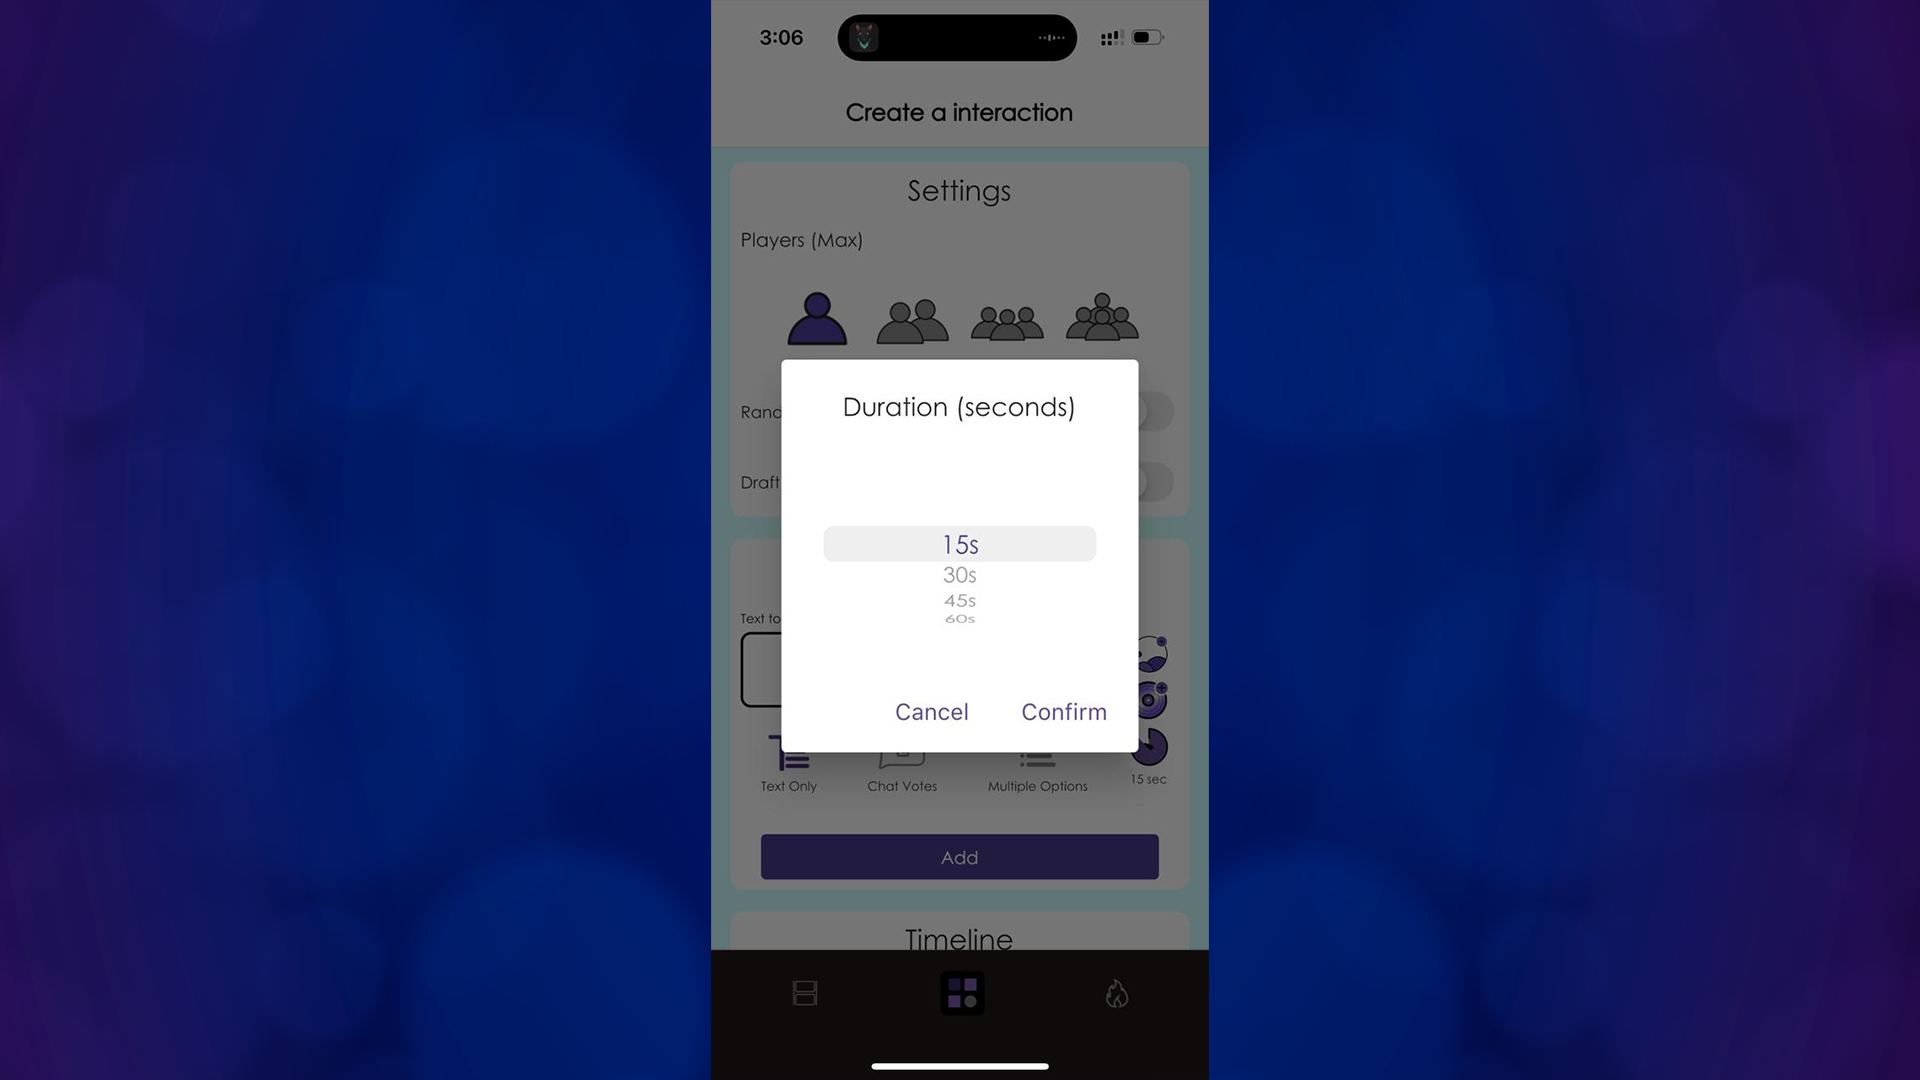 3:06
Create a interaction
Settings
Players (Max)
Rand
Duration (seconds)
Draft
15s
30s
45s
60s
Text to
Cancel
Confirm
Text Only
Chat Votes
Multiple Options
15 sec
Add
Timeline